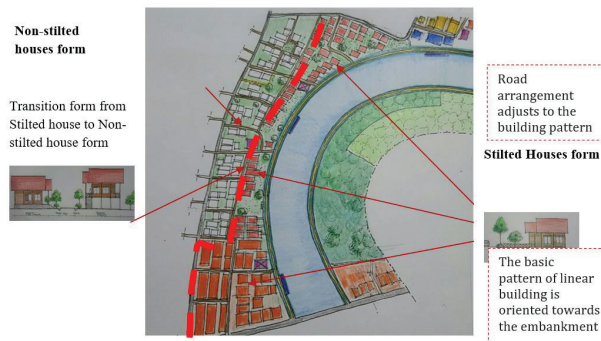 Non-stilted
houses form
Transition form from
Stilted house to Non-
stilted house form
Road
arrangement
adjusts to the
building pattern
Stilted Houses form
The basic
pattern of linear
building is
oriented towards
the embankment